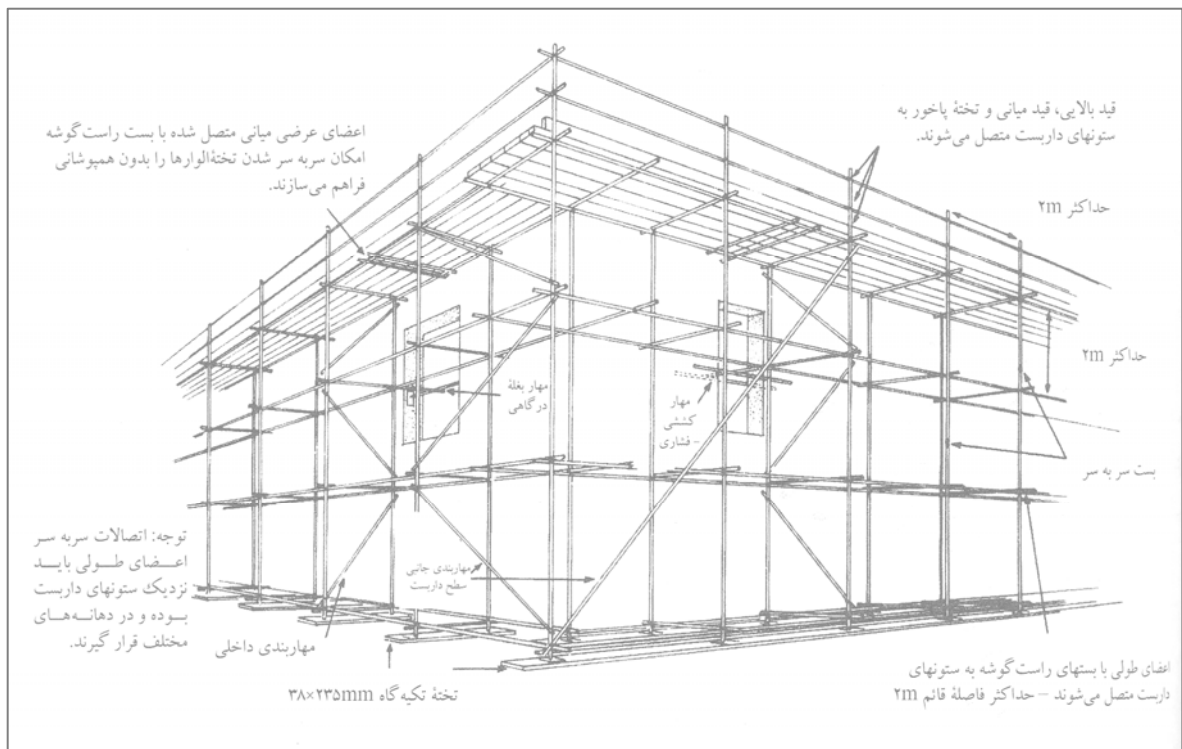 قید بالایی، قید میانی و تختهٔ پاخور به
ستونهای داربست متصل می‌شوند.
اعضای عرضی میانی متصل شده با بست راست‌گوشه
امکان سربه سر شدن تخته‌الوارها را بدون همپوشانی
فراهم می‌سازند.
حداکثر ۲m
حداکثر ۲m
مهار بغلهٔ
درگاهی
مهار
کششی
- فشاری
بست سر به سر
توجه: اتصالات سربه سر
اعضای طولی باید
نزدیک ستونهای داربست
بوده و در دهانه‌های
مختلف قرار گیرند.
مهاربندی جانبی
سطح داربست
مهاربندی داخلی
تختهٔ تکیه‌گاه ۳۸×۲۳۵mm
اعضای طولی با بستهای راست‌گوشه به ستونهای
داربست متصل می‌شوند – حداکثر فاصلهٔ قائم ۲m